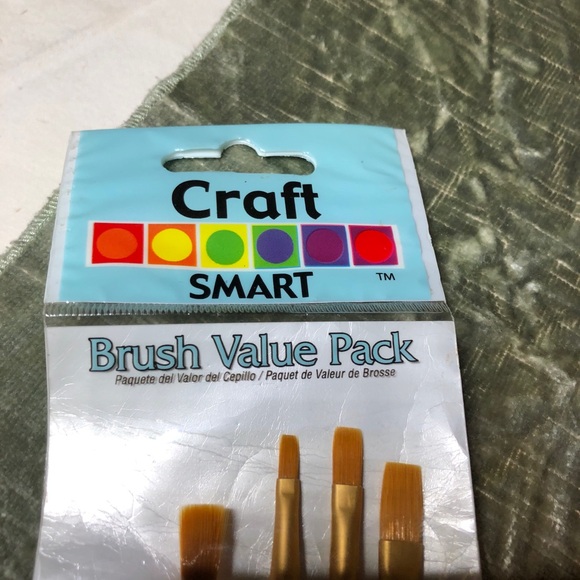 Craft
SMART
TM
Brush Value Pack
Paquete del Valor del Cepillo / Paquet de Valeur de Brosse